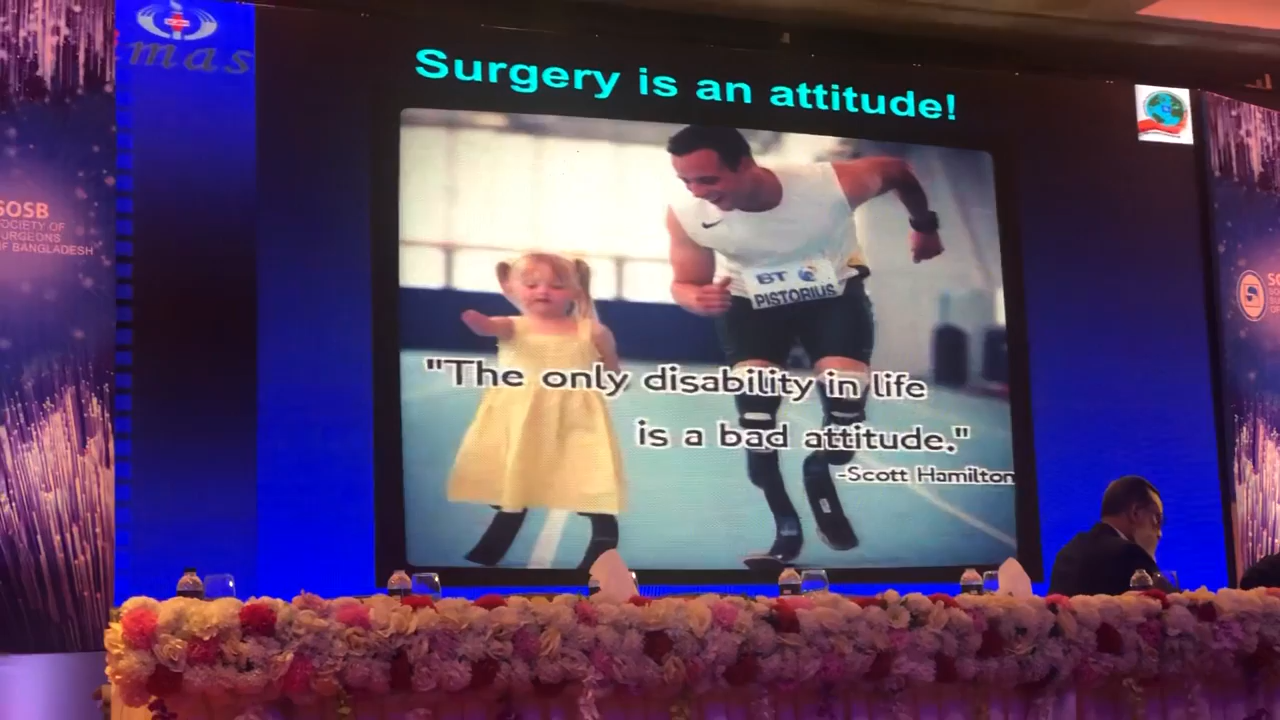 imas
Surgery is an attitude!
SOSB
SOCIETY OF
SURGEONS
OF BANGLADESH
BT
PISTORIUS
"The only disability in life
is a bad attitude."
-Scott Hamilton